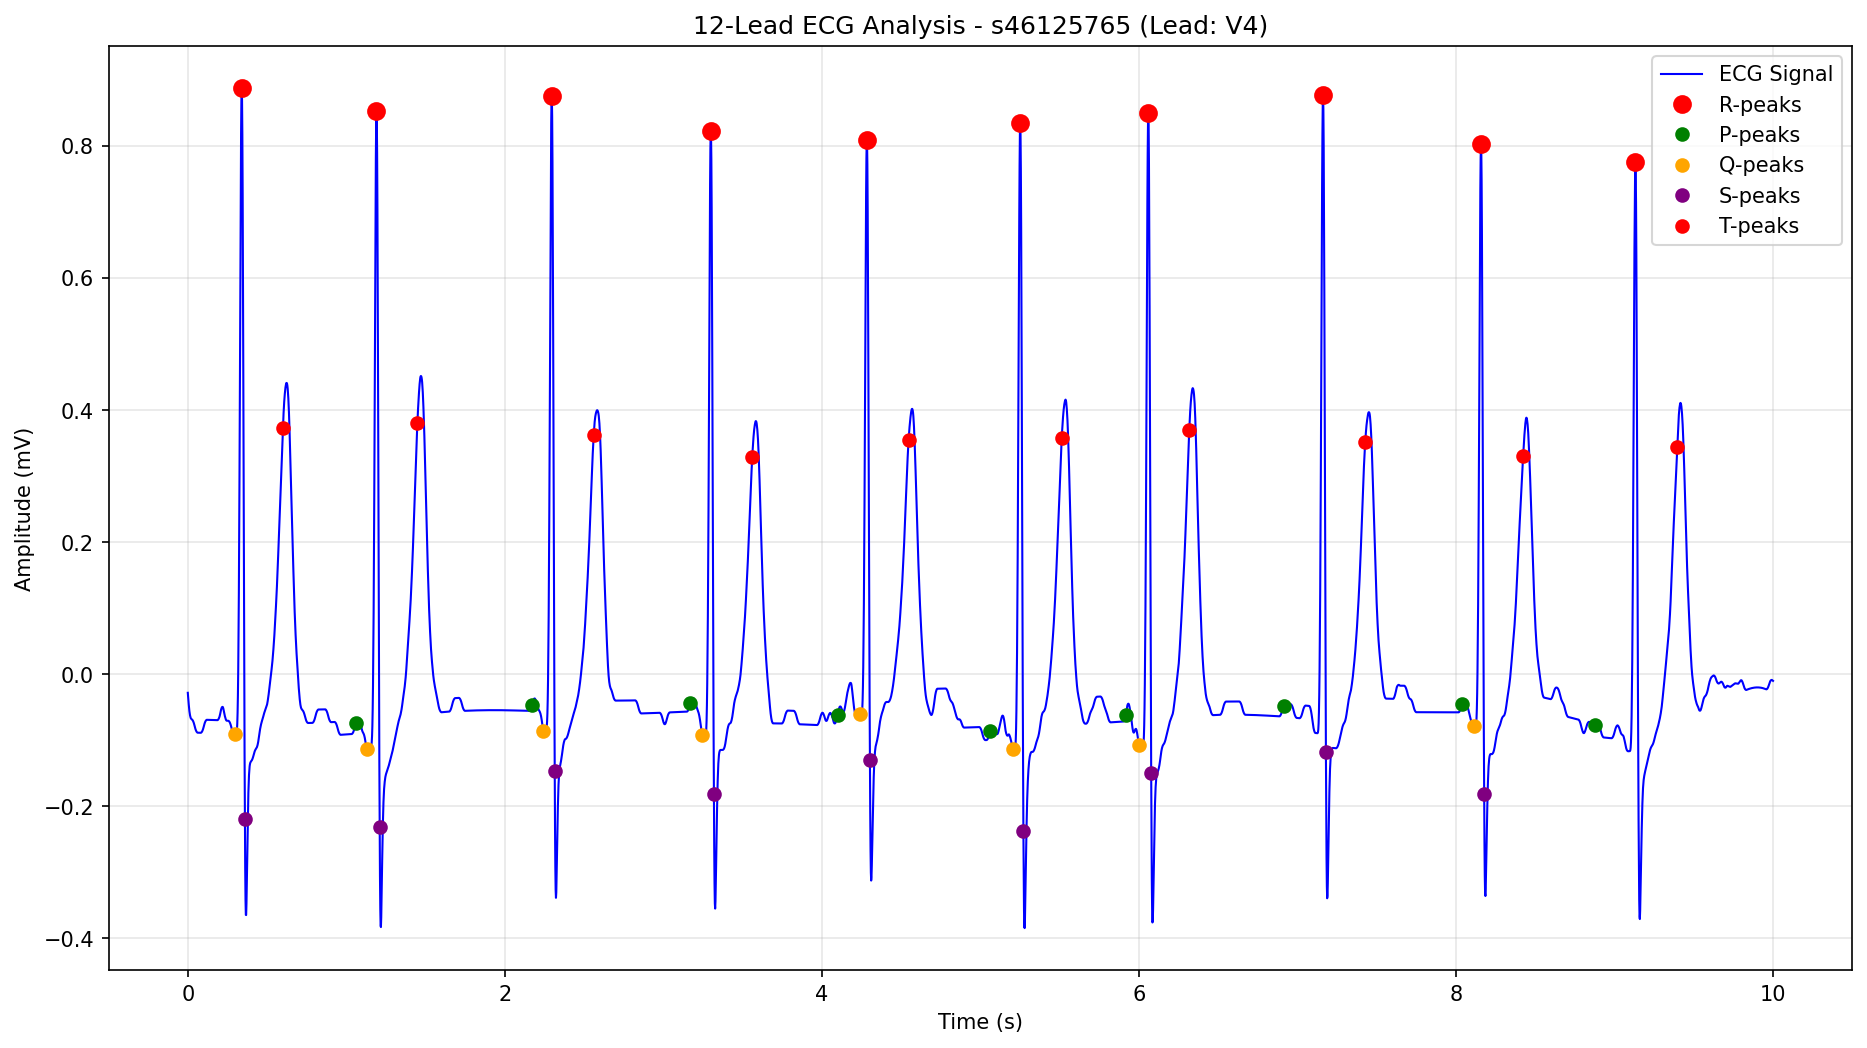 12-Lead ECG Analysis - s46125765 (Lead: V4)
ECG Signal
R-peaks
P-peaks
Q-peaks
S-peaks
T-peaks
Amplitude (mV)
0.8
0.6
0.4
0.2
0.0
−0.2
−0.4
0 2 4 6 8 10
Time (s)